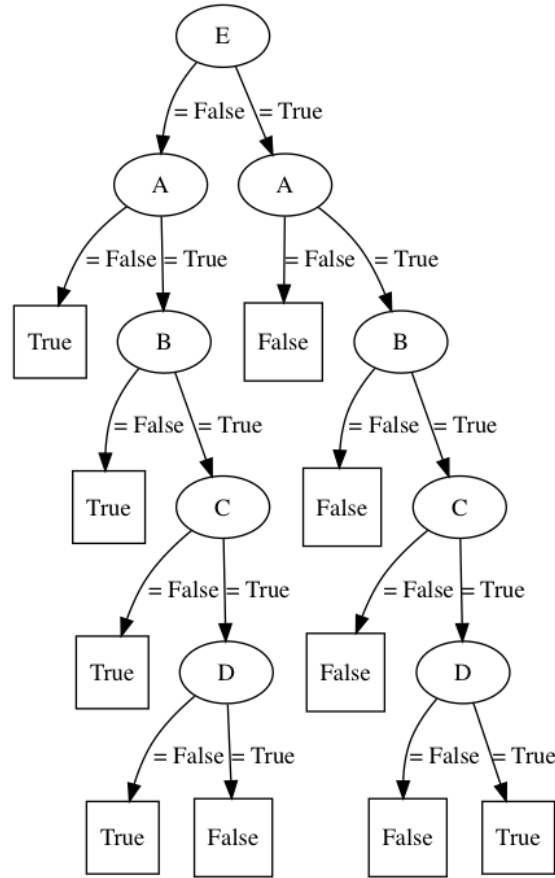 E
= False = True
A A
= False = True = False = True
True B False B
= False = True = False = True
True C False C
= False = True = False = True
True D False D
= False = True = False = True
True False False True